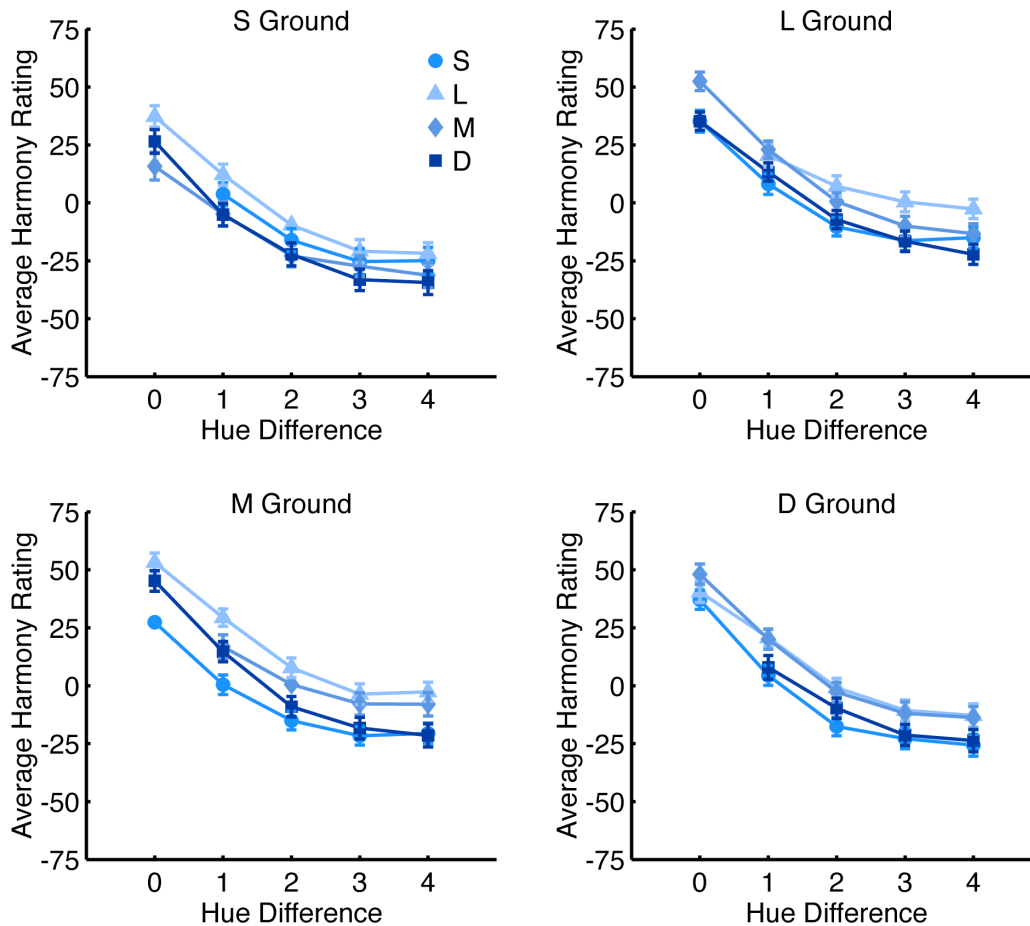 S Ground
75
50
25
0
-25
-50
-75
Average Harmony Rating
S
L
M
D
0 1 2 3 4
Hue Difference
L Ground
75
50
25
0
-25
-50
-75
Average Harmony Rating
0 1 2 3 4
Hue Difference
M Ground
75
50
25
0
-25
-50
-75
Average Harmony Rating
0 1 2 3 4
Hue Difference
D Ground
75
50
25
0
-25
-50
-75
Average Harmony Rating
0 1 2 3 4
Hue Difference